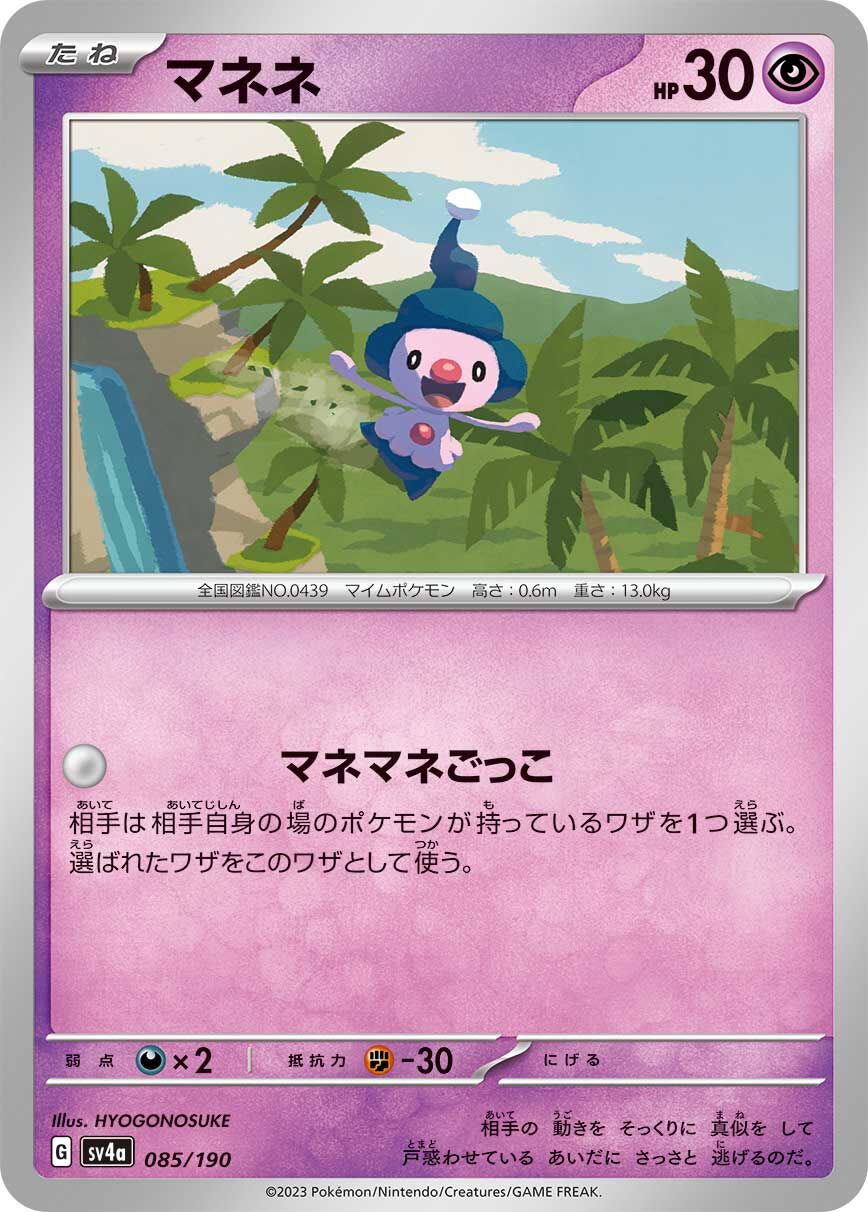 たね
マネネ
HP30
全国図鑑NO.0439 マイムポケモン 高さ：0.6m 重さ：13.0kg
マネマネごっこ
相手は相手自身の場のポケモンが持っているワザを1つ選ぶ。
選ばれたワザをこのワザとして使う。
弱点 ×2 抵抗力 -30 にげる
Illus. HYOGONOSUKE
G sv4a 085/190
相手の 動きを そっくりに 真似を して
戸惑わせている あいだに さっさと 逃げるのだ。
©2023 Pokémon/Nintendo/Creatures/GAME FREAK.